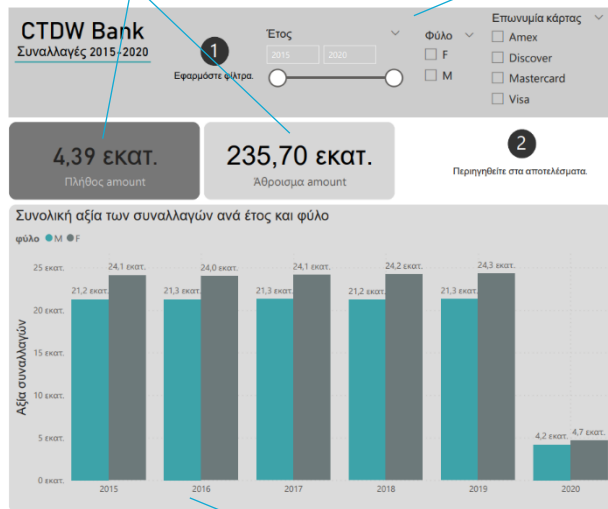 CTDW Bank
Συναλλαγές 2015-2020
1
Εφαρμόστε φίλτρα.
Έτος
2015 2020
Φύλο
F
M
Επωνυμία κάρτας
Amex
Discover
Mastercard
Visa
4,39 εκατ.
Πλήθος amount
235,70 εκατ.
Άθροισμα amount
2
Περιηγηθείτε στα αποτελέσματα.
Συνολική αξία των συναλλαγών ανά έτος και φύλο
φύλο M F
Αξία συναλλαγών
25 εκατ.
20 εκατ.
15 εκατ.
10 εκατ.
5 εκατ.
0 εκατ.
21,2 εκατ. 24,1 εκατ.
21,3 εκατ. 24,0 εκατ.
21,3 εκατ. 24,1 εκατ.
21,2 εκατ. 24,2 εκατ.
21,3 εκατ. 24,3 εκατ.
4,2 εκατ. 4,7 εκατ.
2015 2016 2017 2018 2019 2020